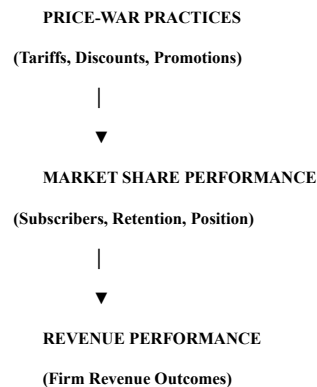 PRICE-WAR PRACTICES
(Tariffs, Discounts, Promotions)
MARKET SHARE PERFORMANCE
(Subscribers, Retention, Position)
REVENUE PERFORMANCE
(Firm Revenue Outcomes)